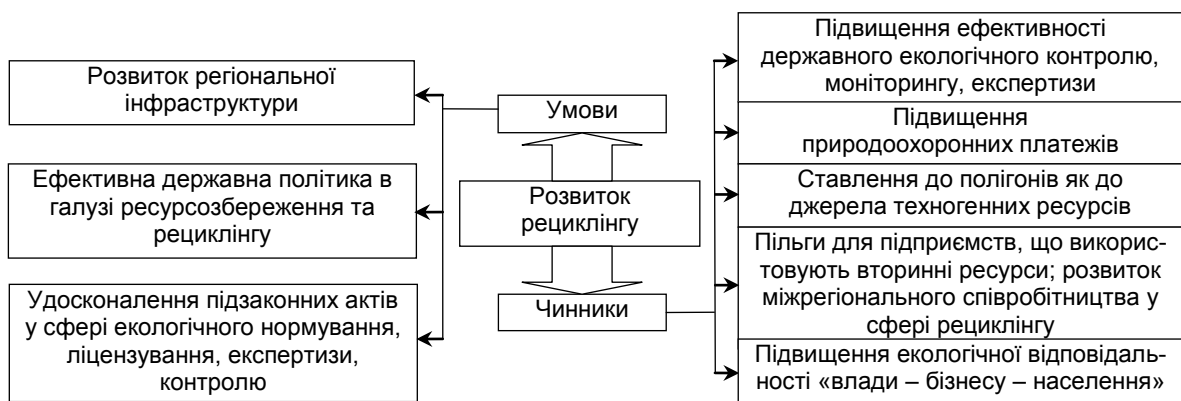 Розвиток регіональної
інфраструктури
Ефективна державна політика в
галузі ресурсозбереження та
рециклінгу
Удосконалення підзаконних актів
у сфері екологічного нормування,
ліцензування, експертизи,
контролю
Умови
Розвиток
рециклінгу
Чинники
Підвищення ефективності
державного екологічного контролю,
моніторингу, експертизи
Підвищення
природоохоронних платежів
Ставлення до полігонів як до
джерела техногенних ресурсів
Пільги для підприємств, що викорис-
товують вторинні ресурси; розвиток
міжрегіонального співробітництва у
сфері рециклінгу
Підвищення екологічної відповідаль-
ності «влади – бізнесу – населення»